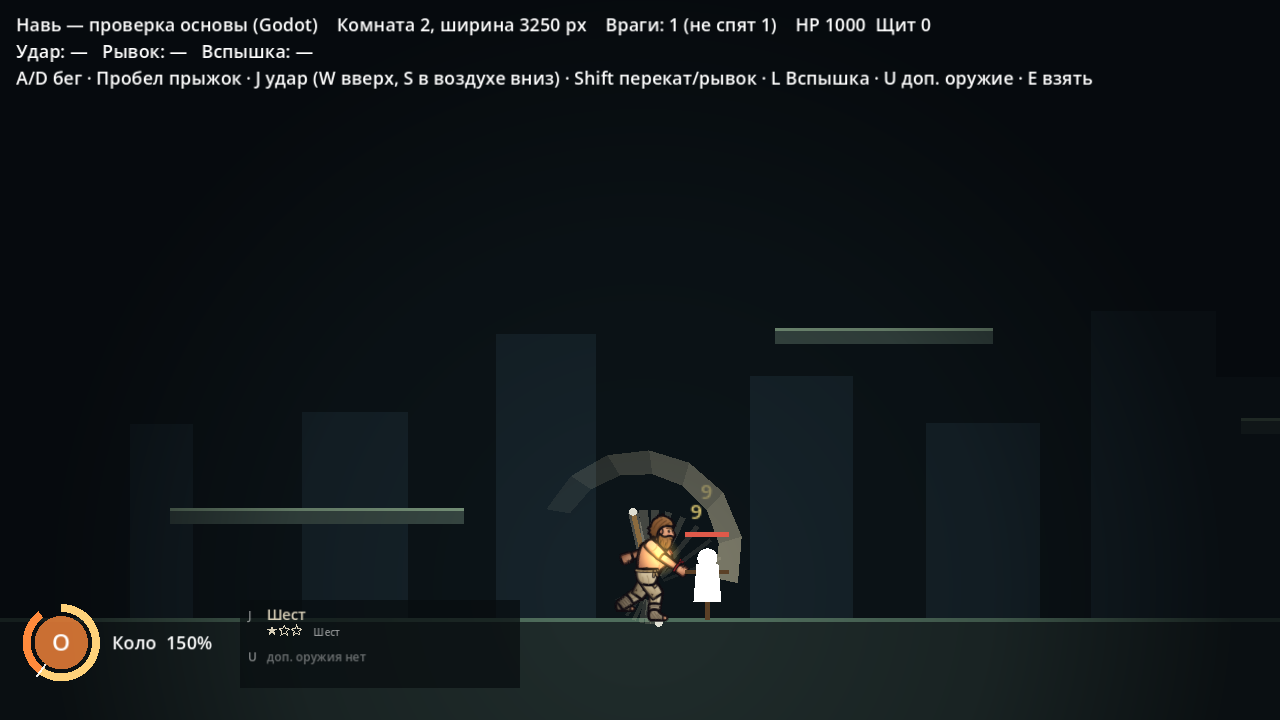 Навь — проверка основы (Godot) Комната 2, ширина 3250 px Враги: 1 (не спят 1) HP 1000 Щит 0
Удар: — Рывок: — Вспышка: —
A/D бег · Пробел прыжок · J удар (W вверх, S в воздухе вниз) · Shift перекат/рывок · L Вспышка · U доп. оружие · E взять
9
9
J Шест
★☆☆ Шест
U доп. оружия нет
О Коло 150%